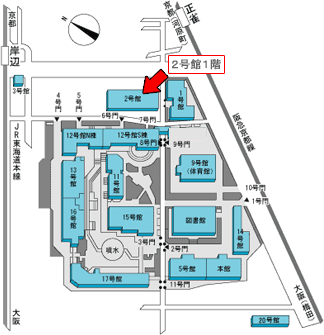 京都
岸辺
正雀
京都(河原町)
2号館1階
3号館
4号門
5号門
2号館
1号館
6号門
7号門
阪急京都線
JR東海道本線
12号館N棟
12号館S棟
8号門
9号門
9号館
(体育館)
13号館
11号館
10号門
1号門
16号館
15号館
図書館
14号館
3号門
噴水
2号門
17号館
S号館
本館
11号門
大阪
大阪(梅田)
20号館